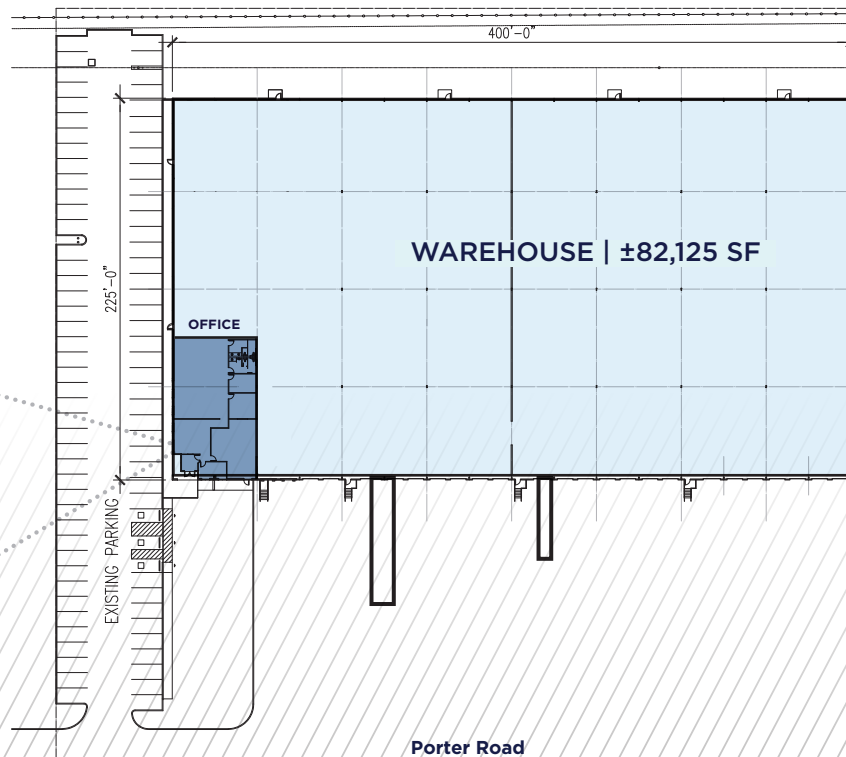 400'-0"
WAREHOUSE | ±82,125 SF
225'-0"
OFFICE
EXISTING PARKING
Porter Road